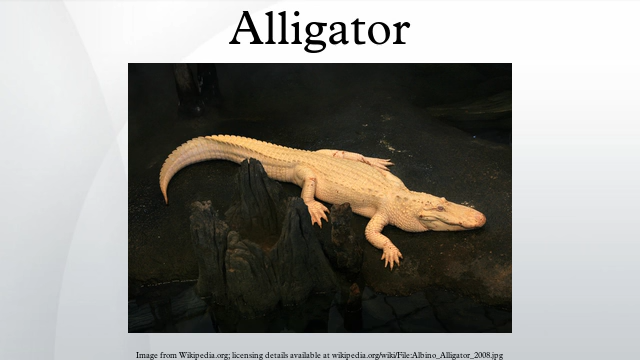 Alligator
Image from Wikipedia.org; licensing details available at wikipedia.org/wiki/File:Albino_Alligator_2008.jpg